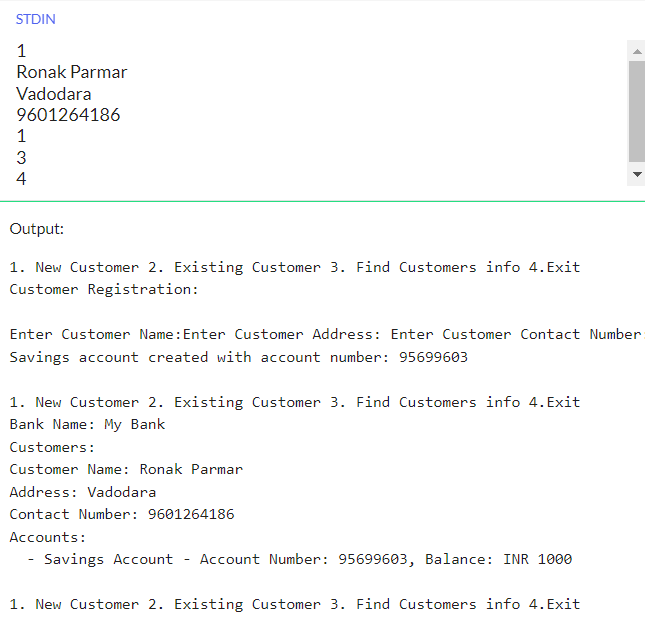 STDIN
1
Ronak Parmar
Vadodara
9601264186
1
3
4
Output:
1. New Customer 2. Existing Customer 3. Find Customers info 4.Exit
Customer Registration:
Enter Customer Name:Enter Customer Address: Enter Customer Contact Number
Savings account created with account number: 95699603
1. New Customer 2. Existing Customer 3. Find Customers info 4.Exit
Bank Name: My Bank
Customers:
Customer Name: Ronak Parmar
Address: Vadodara
Contact Number: 9601264186
Accounts:
- Savings Account - Account Number: 95699603, Balance: INR 1000
1. New Customer 2. Existing Customer 3. Find Customers info 4.Exit